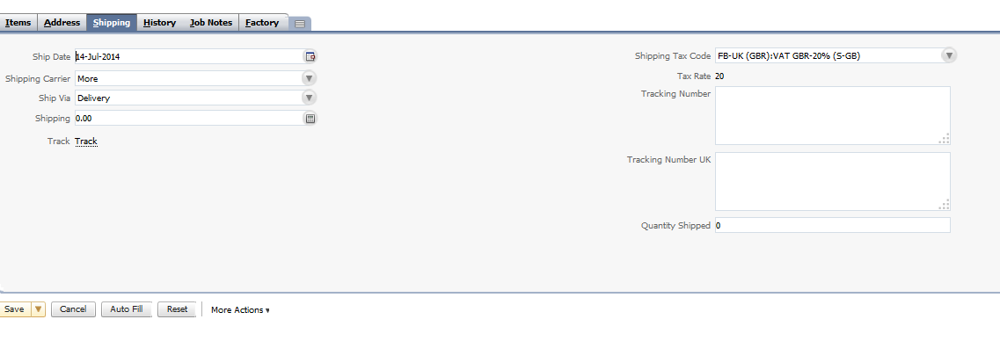 Items Address Shipping History Job Notes Factory
Ship Date 14-Jul-2014
Shipping Carrier More
Ship Via Delivery
Shipping 0.00
Track Track
Shipping Tax Code FB-UK (GBR):VAT GBR-20% (S-GB)
Tax Rate 20
Tracking Number
Tracking Number UK
Quantity Shipped 0
Save Cancel Auto Fill Reset More Actions